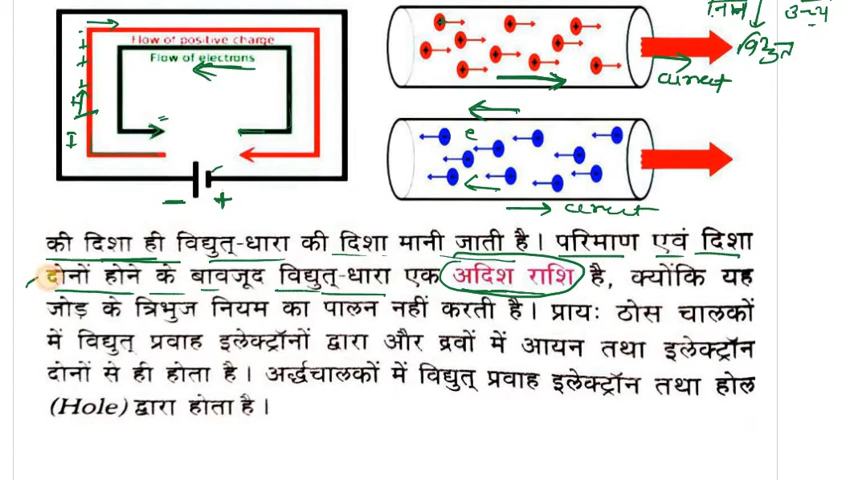 Flow of positive charge
Flow of electrons
I
I
=
−
+
e
current
current
निम्न
उच्च
की दिशा ही विद्युत्-धारा की दिशा मानी जाती है। परिमाण एवं दिशा
दोनों होने के बावजूद विद्युत्-धारा एक अदिश राशि है, क्योंकि यह
जोड़ के त्रिभुज नियम का पालन नहीं करती है। प्रायः ठोस चालकों
में विद्युत् प्रवाह इलेक्ट्रॉनों द्वारा और द्रवों में आयन तथा इलेक्ट्रॉन
दोनों से ही होता है। अर्द्धचालकों में विद्युत् प्रवाह इलेक्ट्रॉन तथा होल
(Hole) द्वारा होता है।